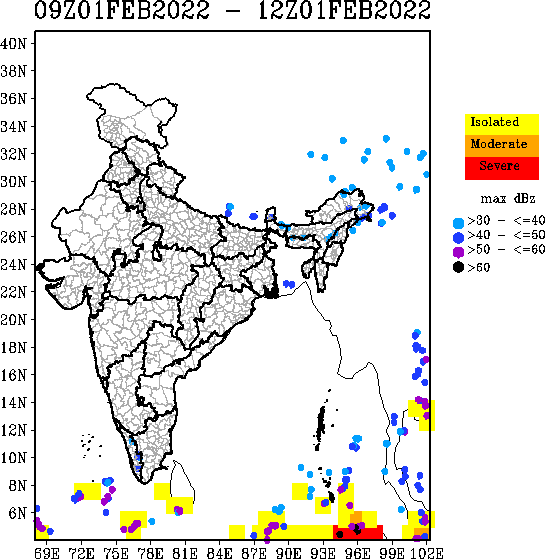 09Z01FEB2022 - 12Z01FEB2022
40N
38N
36N
34N
32N
30N
28N
26N
24N
22N
20N
18N
16N
14N
12N
10N
8N
6N
69E 72E 75E 78E 81E 84E 87E 90E 93E 96E 99E 102E
Isolated
Moderate
Severe
max dBz
>30 - <=40
>40 - <=50
>50 - <=60
>60